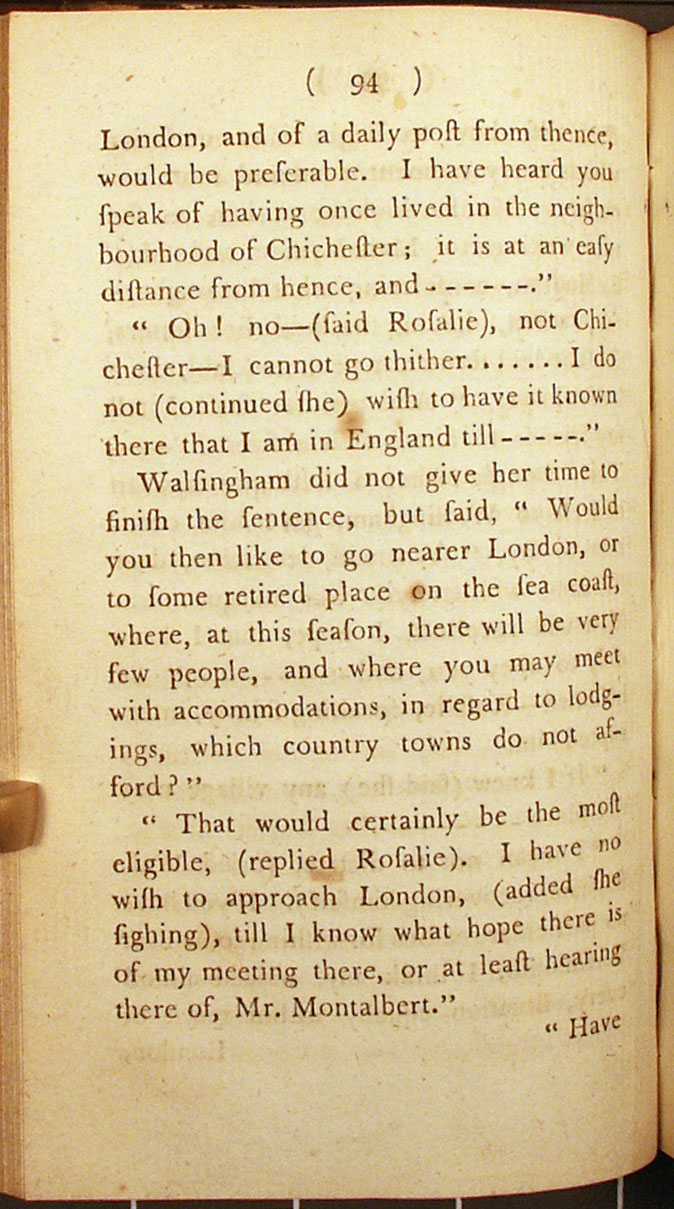 ( 94 )
London, and of a daily poſt from thence,
would be preferable. I have heard you
ſpeak of having once lived in the neigh-
bourhood of Chicheſter; it is at an eaſy
diſtance from hence, and - - - - - - -."
" Oh! no—(ſaid Roſalie), not Chi-
cheſter—I cannot go thither. . . . . . . . I do
not (continued ſhe) wiſh to have it known
there that I am in England till - - - - -."
Walſingham did not give her time to
finiſh the ſentence, but ſaid, " Would
you then like to go nearer London, or
to ſome retired place on the ſea coaſt,
where, at this ſeaſon, there will be very
few people, and where you may meet
with accommodations, in regard to lodg-
ings, which country towns do not af-
ford?"
" That would certainly be the moſt
eligible, (replied Roſalie). I have no
wiſh to approach London, (added ſhe
ſighing), till I know what hope there is
of my meeting there, or at leaſt hearing
there of, Mr. Montalbert."
" Have